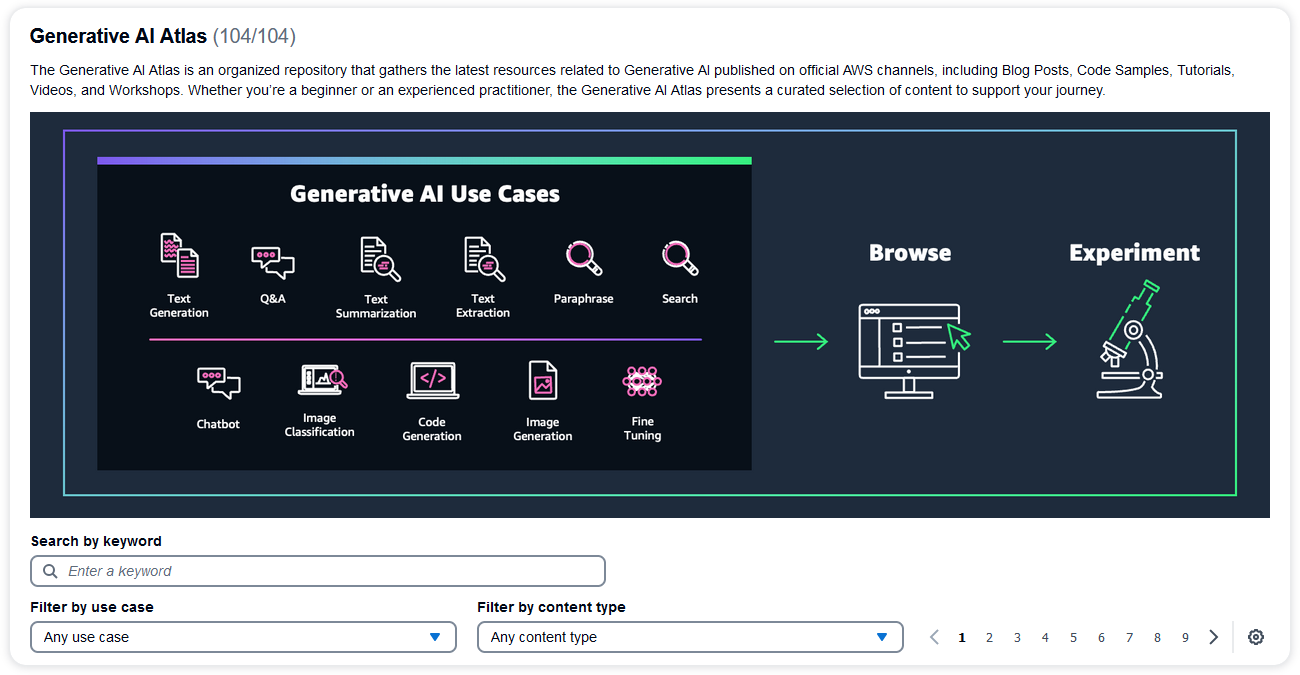 Generative AI Atlas (104/104)
The Generative AI Atlas is an organized repository that gathers the latest resources related to Generative AI published on official AWS channels, including Blog Posts, Code Samples, Tutorials,
Videos, and Workshops. Whether you're a beginner or an experienced practitioner, the Generative AI Atlas presents a curated selection of content to support your journey.
Generative AI Use Cases
Text
Generation
Q&A
Text
Summarization
Text
Extraction
Paraphrase
Search
Chatbot
Image
Classification
</>
Code
Generation
Image
Generation
Fine
Tuning
Browse
Experiment
Search by keyword
Enter a keyword
Filter by use case
Any use case
Filter by content type
Any content type
1 2 3 4 5 6 7 8 9